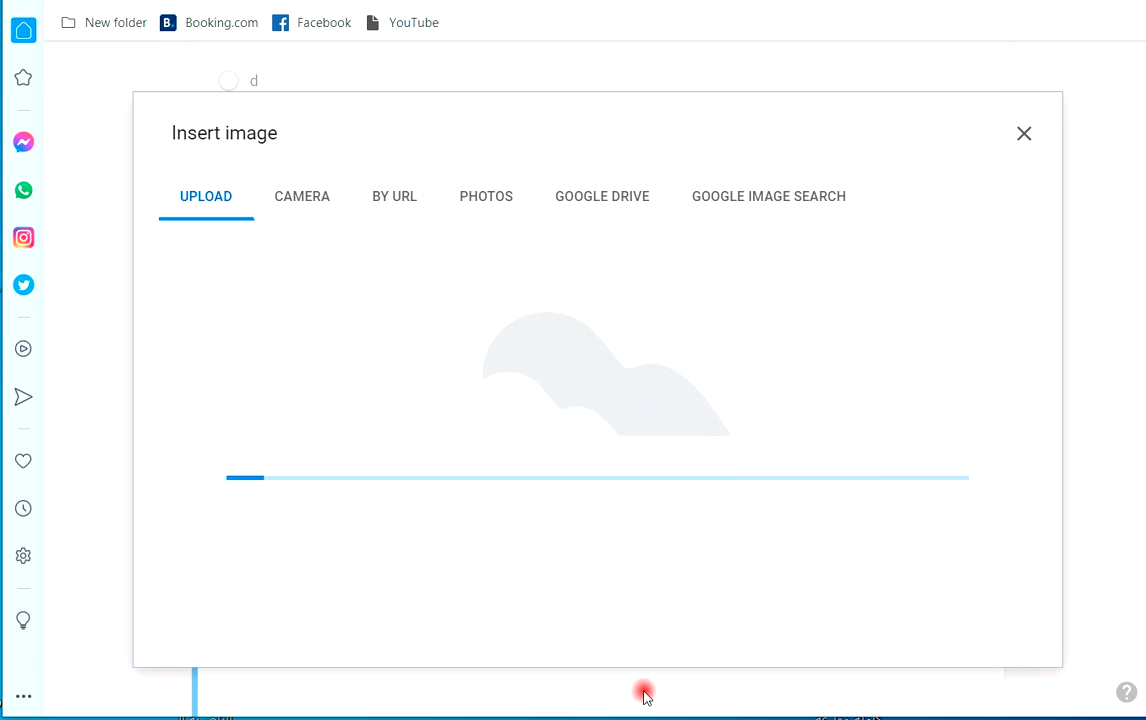 New folder B. Booking.com Facebook YouTube
d
Insert image
UPLOAD CAMERA BY URL PHOTOS GOOGLE DRIVE GOOGLE IMAGE SEARCH
?